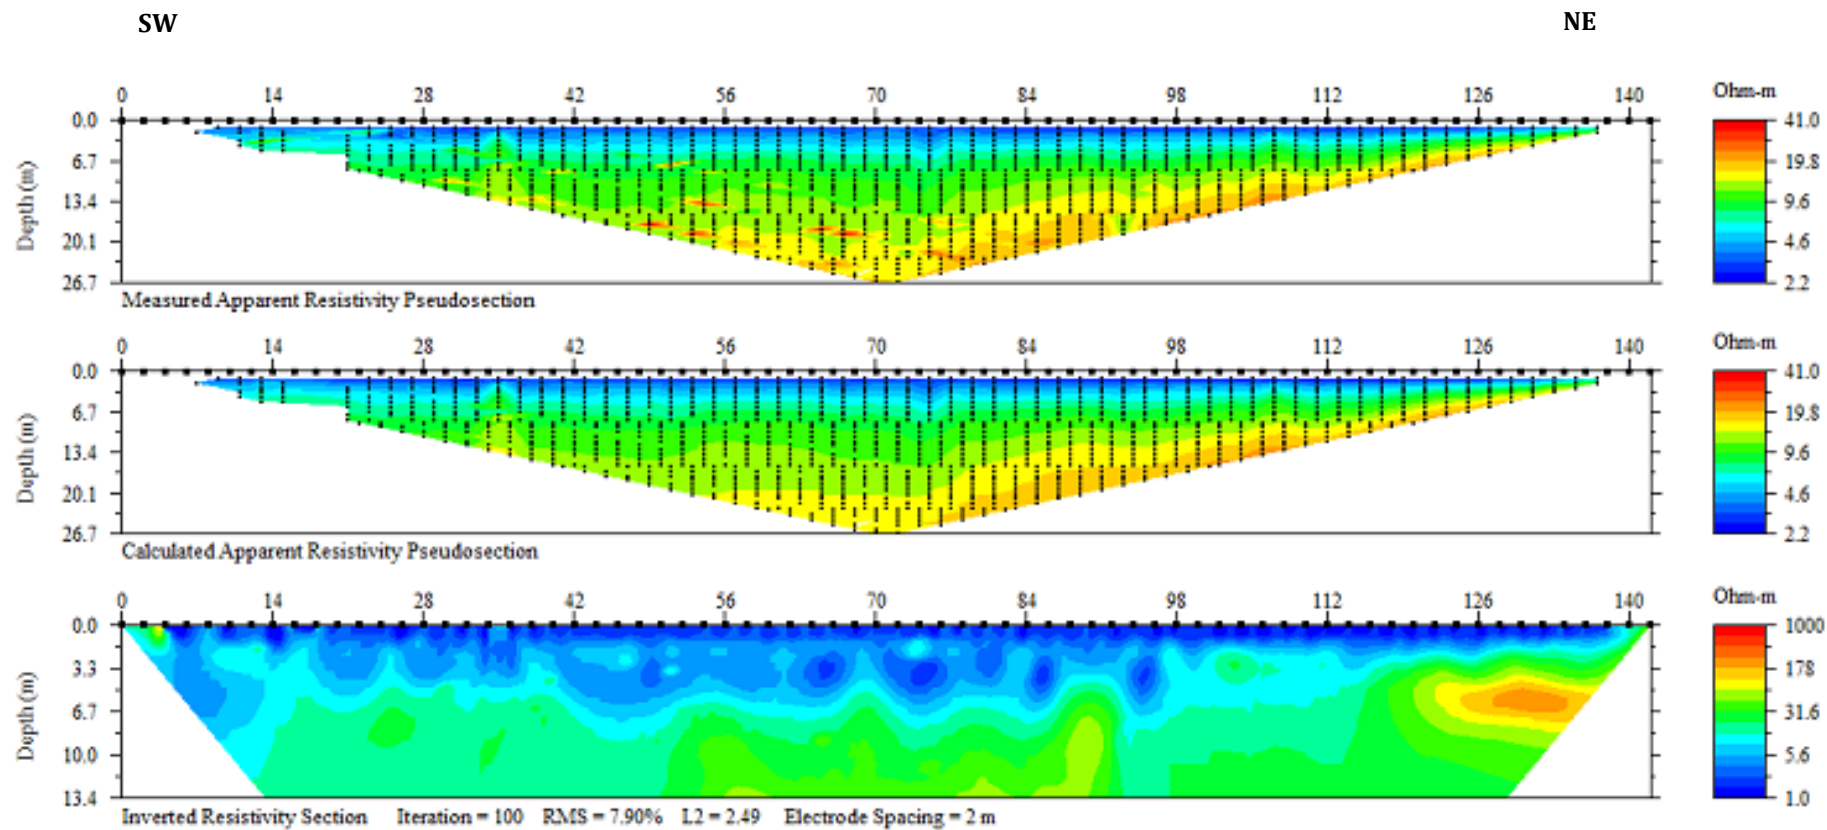 SW NE
0 14 28 42 56 70 84 98 112 126 140 Ohm-m
0.0 41.0
6.7 19.8
13.4 9.6
20.1 4.6
26.7 2.2
Depth (m)
Measured Apparent Resistivity Pseudosection
0 14 28 42 56 70 84 98 112 126 140 Ohm-m
0.0 41.0
6.7 19.8
13.4 9.6
20.1 4.6
26.7 2.2
Depth (m)
Calculated Apparent Resistivity Pseudosection
0 14 28 42 56 70 84 98 112 126 140 Ohm-m
0.0 1000
3.3 178
6.7 31.6
10.0 5.6
13.4 1.0
Depth (m)
Inverted Resistivity Section Iteration = 100 RMS = 7.90% L2 = 2.49 Electrode Spacing = 2 m